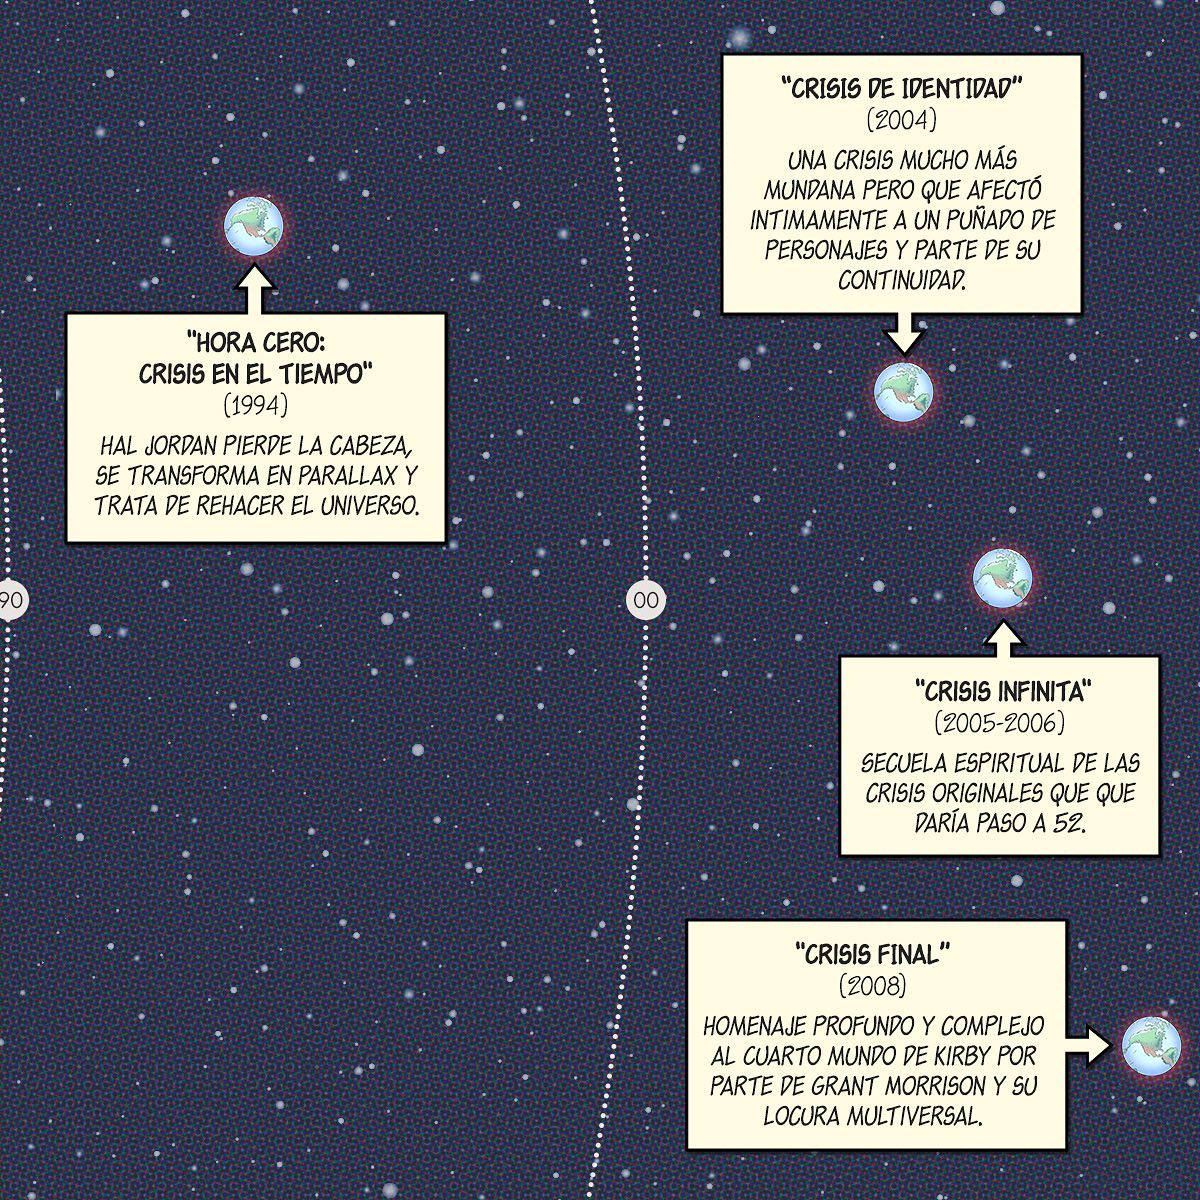 "HORA CERO:
CRISIS EN EL TIEMPO"
(1994)
HAL JORDAN PIERDE LA CABEZA,
SE TRANSFORMA EN PARALLAX Y
TRATA DE REHACER EL UNIVERSO.
90
00
"CRISIS DE IDENTIDAD"
(2004)
UNA CRISIS MUCHO MÁS
MUNDANA PERO QUE AFECTÓ
INTIMAMENTE A UN PUÑADO DE
PERSONAJES Y PARTE DE SU
CONTINUIDAD.
"CRISIS INFINITA"
(2005-2006)
SECUELA ESPIRITUAL DE LAS
CRISIS ORIGINALES QUE QUE
DARÍA PASO A 52.
"CRISIS FINAL"
(2008)
HOMENAJE PROFUNDO Y COMPLEJO
AL CUARTO MUNDO DE KIRBY POR
PARTE DE GRANT MORRISON Y SU
LOCURA MULTIVERSAL.